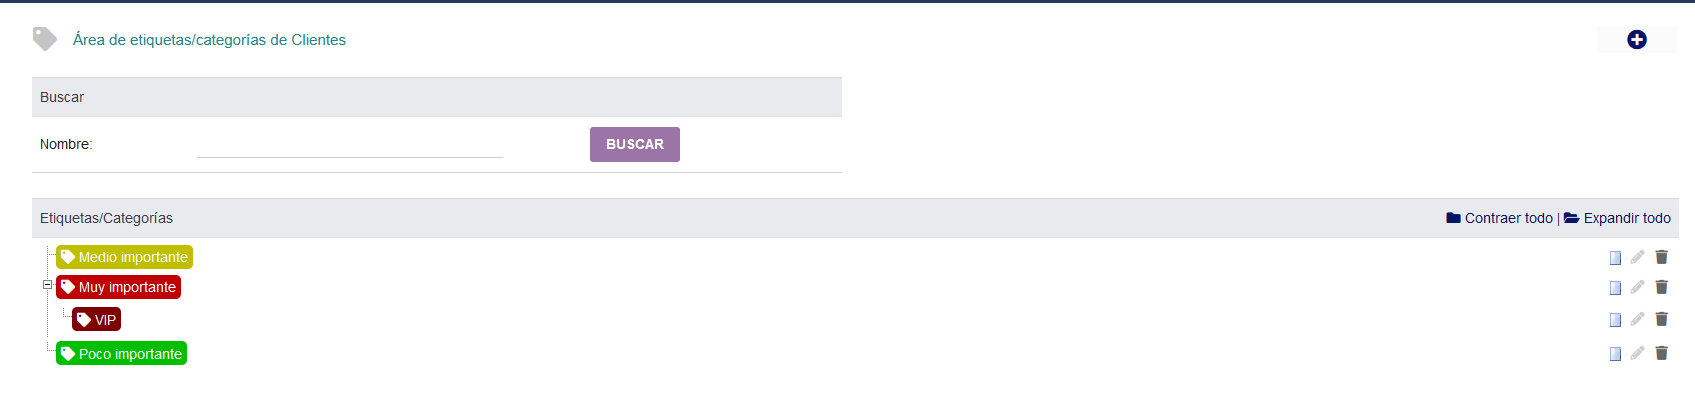 Área de etiquetas/categorías de Clientes
Buscar
Nombre:
BUSCAR
Etiquetas/Categorías
Contraer todo | Expandir todo
Medio importante
Muy importante
VIP
Poco importante